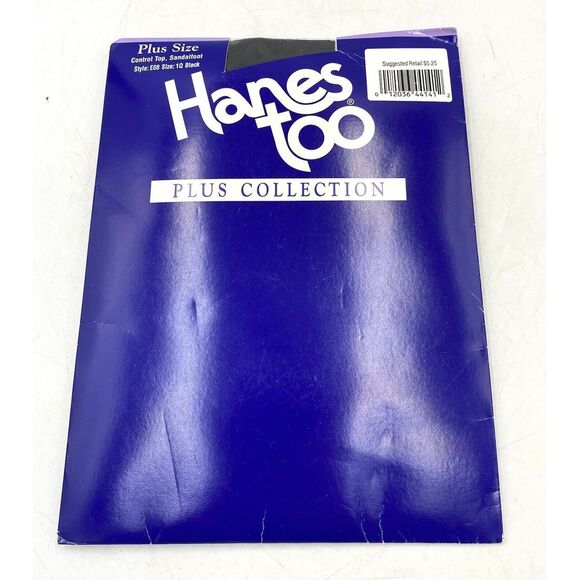 Plus Size
Control Top, Sandalfoot
Style: E08 Size: 1Q Black
Suggested Retail $5.25
0 12036 44141 2
Hanes
too®
PLUS COLLECTION